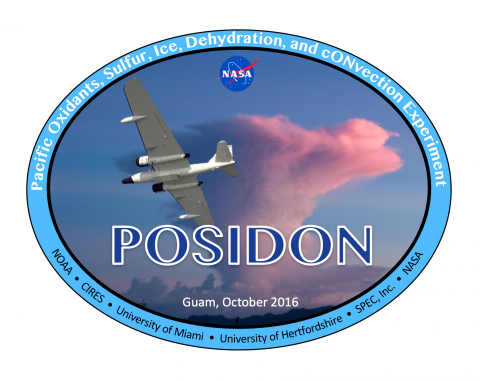 Pacific Oxidants, Sulfur, Ice, Dehydration, and cONvection Experiment
NASA
POSIDON
Guam, October 2016
NOAA • CIRES • University of Miami • University of Hertfordshire • SPEC, Inc. • NASA